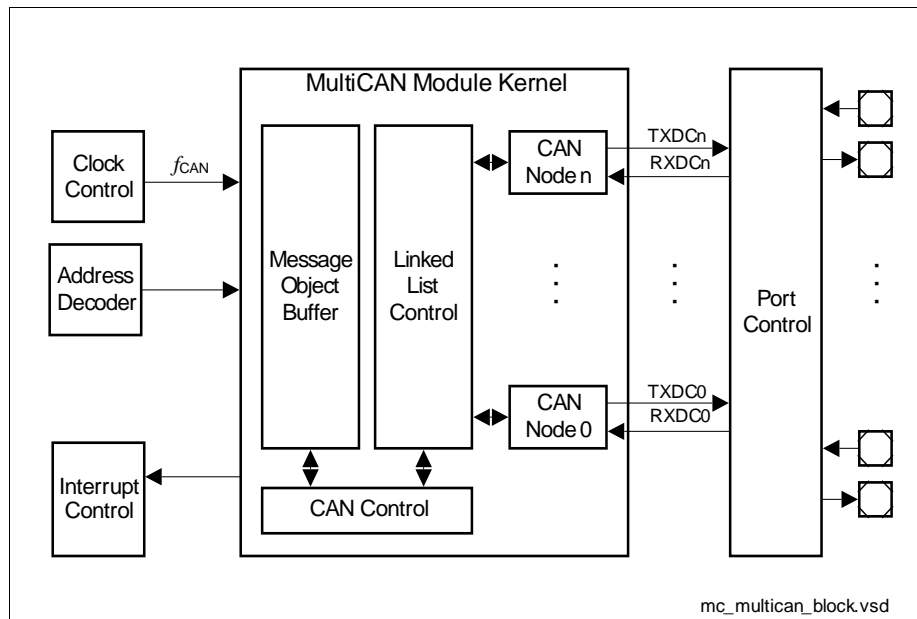 MultiCAN Module Kernel
Clock
Control
fCAN
Address
Decoder
Interrupt
Control
Message
Object
Buffer
Linked
List
Control
CAN Control
CAN
Node n
CAN
Node 0
TXDCn
RXDCn
TXDC0
RXDC0
Port
Control
mc_multican_block.vsd